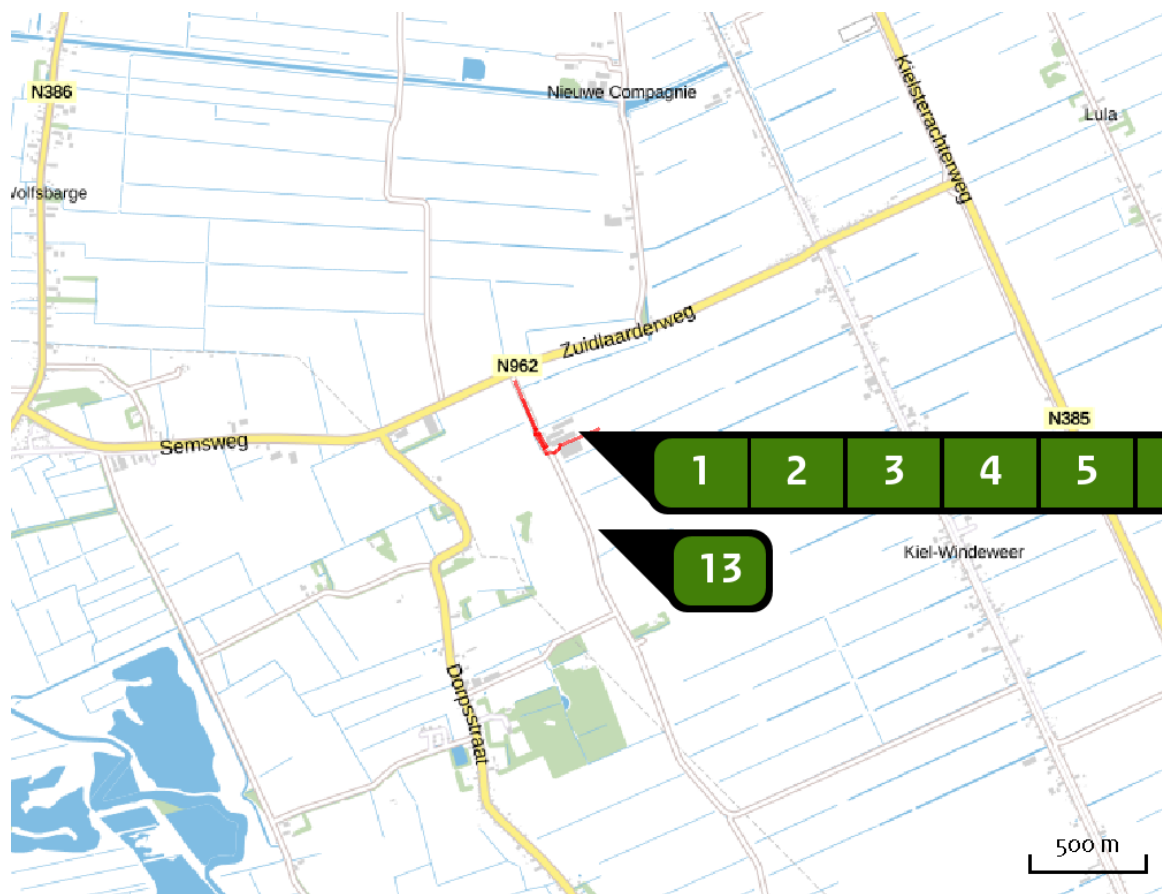 N386
Nieuwe Compagnie
Kielsterachterweg
Lula
Wolfsbarge
Zuidlaarderweg
N962
N385
Semsweg
1 2 3 4 5
Kiel-Windeweer
13
Dorpsstraat
500 m